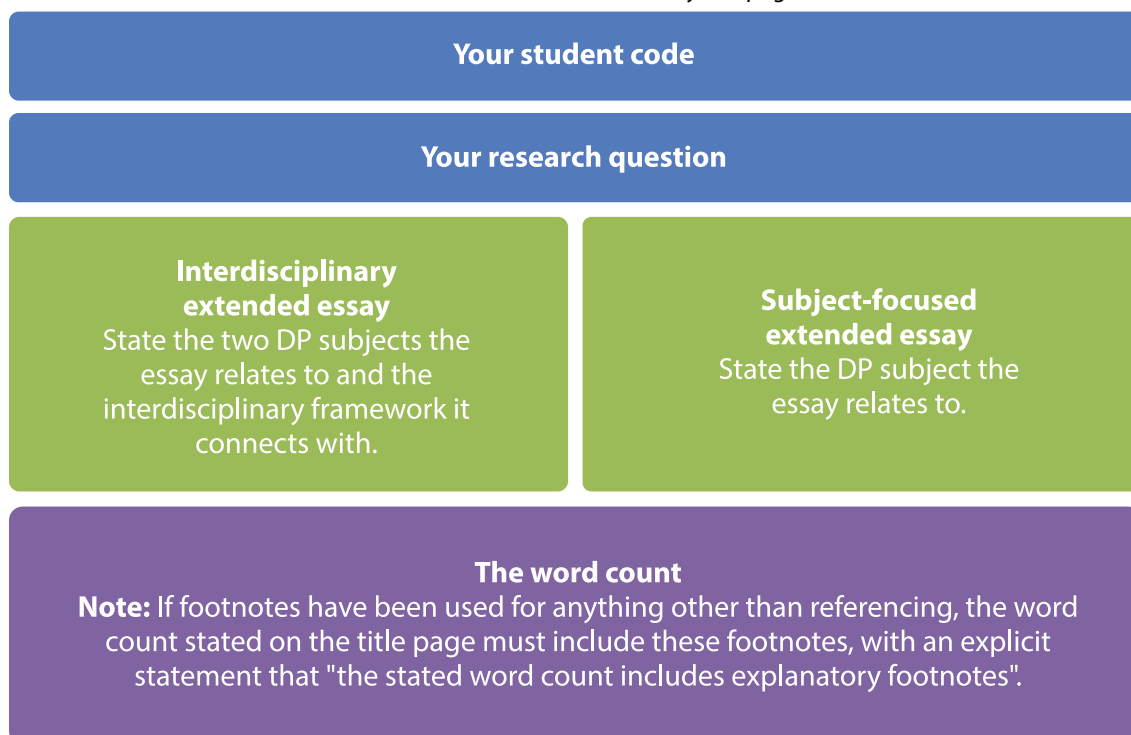 Your student code
Your research question
Interdisciplinary
extended essay
State the two DP subjects the
essay relates to and the
interdisciplinary framework it
connects with.
Subject-focused
extended essay
State the DP subject the
essay relates to.
The word count
Note: If footnotes have been used for anything other than referencing, the word
count stated on the title page must include these footnotes, with an explicit
statement that "the stated word count includes explanatory footnotes".